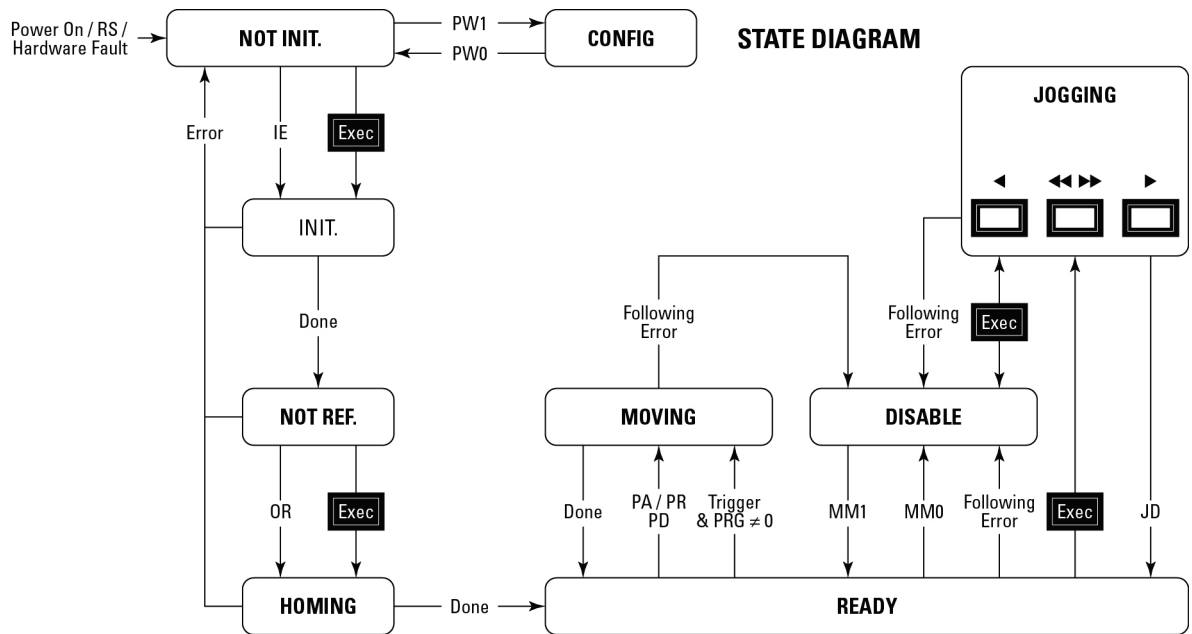 Power On / RS /
Hardware Fault
NOT INIT.
PW1
PW0
CONFIG
STATE DIAGRAM
JOGGING
Error
IE
Exec
INIT.
Done
Following
Error
Following
Error
Exec
NOT REF.
MOVING
DISABLE
OR
Exec
Done
PA / PR
PD
Trigger
& PRG ≠ 0
MM1
MM0
Following
Error
Exec
JD
HOMING
Done
READY